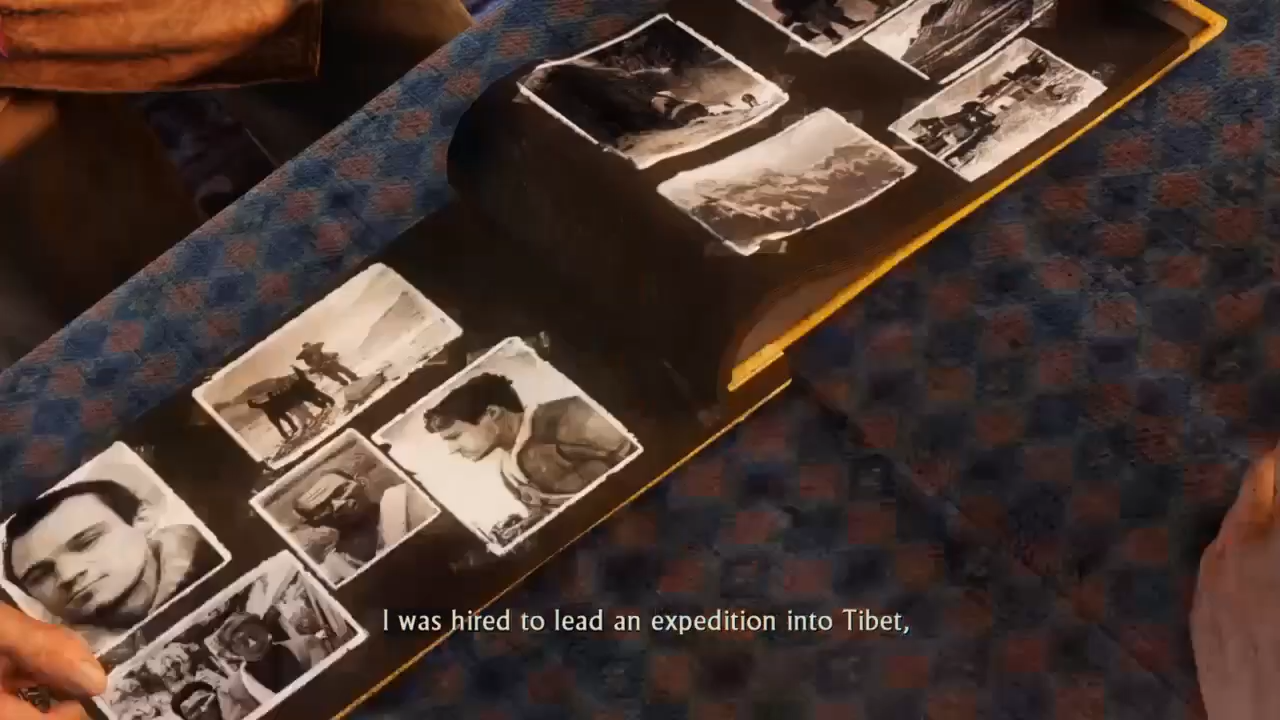 I was hired to lead an expedition into Tibet,